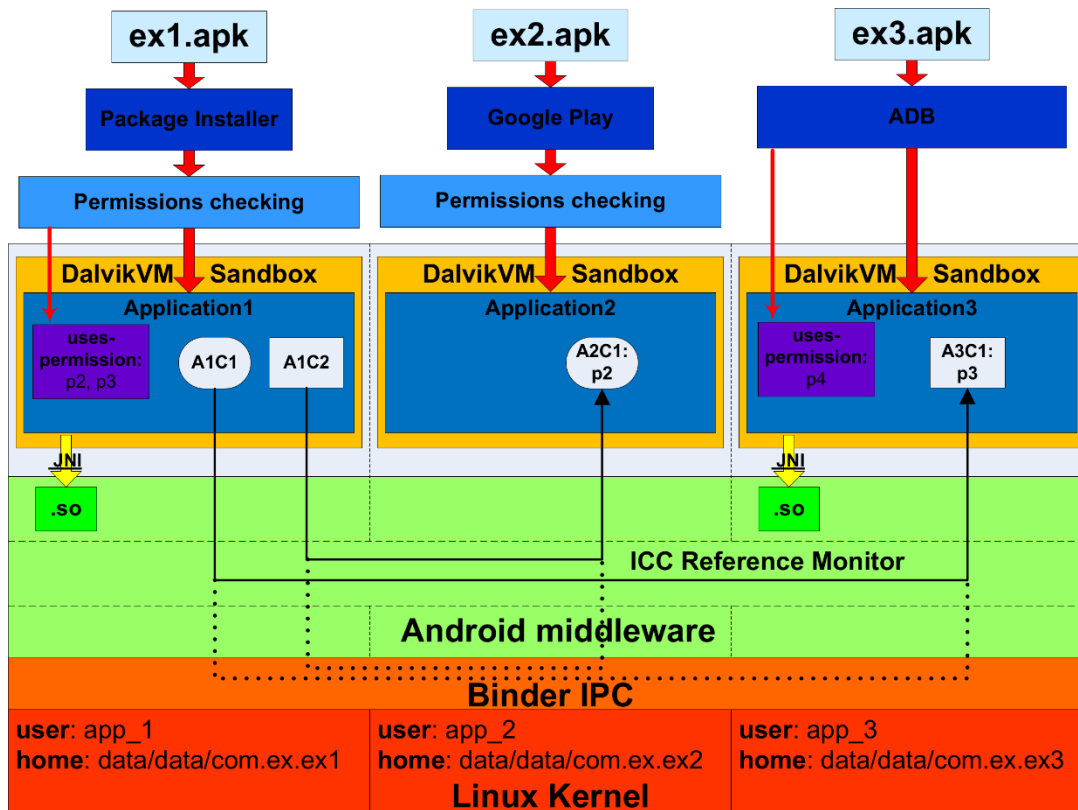 ex1.apk
ex2.apk
ex3.apk
Package Installer
Google Play
ADB
Permissions checking
Permissions checking
DalvikVM Sandbox
DalvikVM Sandbox
DalvikVM Sandbox
Application1
Application2
Application3
uses-
permission:
p2, p3
A1C1
A1C2
A2C1:
p2
uses-
permission:
p4
A3C1:
p3
JNI
JNI
.so
.so
ICC Reference Monitor
Android middleware
Binder IPC
user: app_1
home: data/data/com.ex.ex1
user: app_2
home: data/data/com.ex.ex2
user: app_3
home: data/data/com.ex.ex3
Linux Kernel